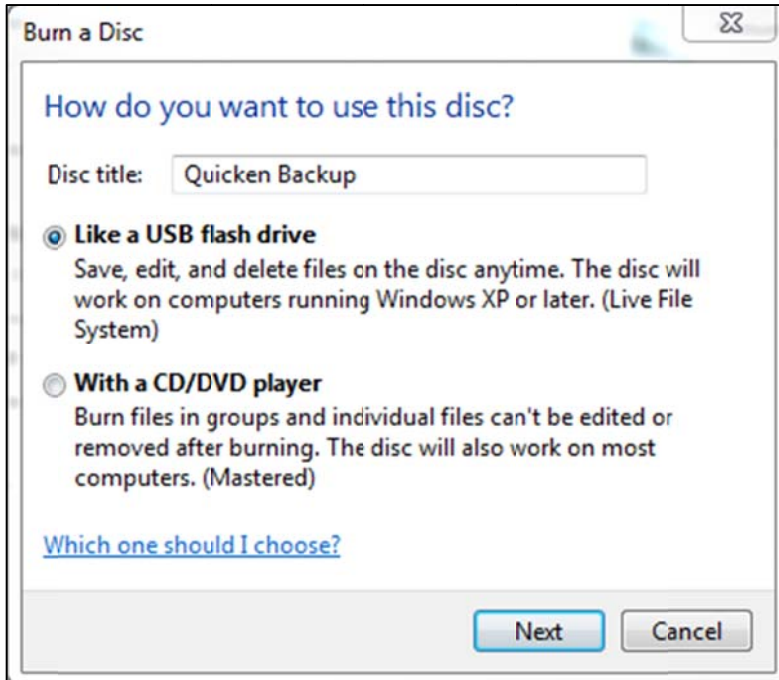 Burn a Disc
How do you want to use this disc?
Disc title: Quicken Backup
Like a USB flash drive
Save, edit, and delete files on the disc anytime. The disc will
work on computers running Windows XP or later. (Live File
System)
With a CD/DVD player
Burn files in groups and individual files can't be edited or
removed after burning. The disc will also work on most
computers. (Mastered)
Which one should I choose?
Next Cancel